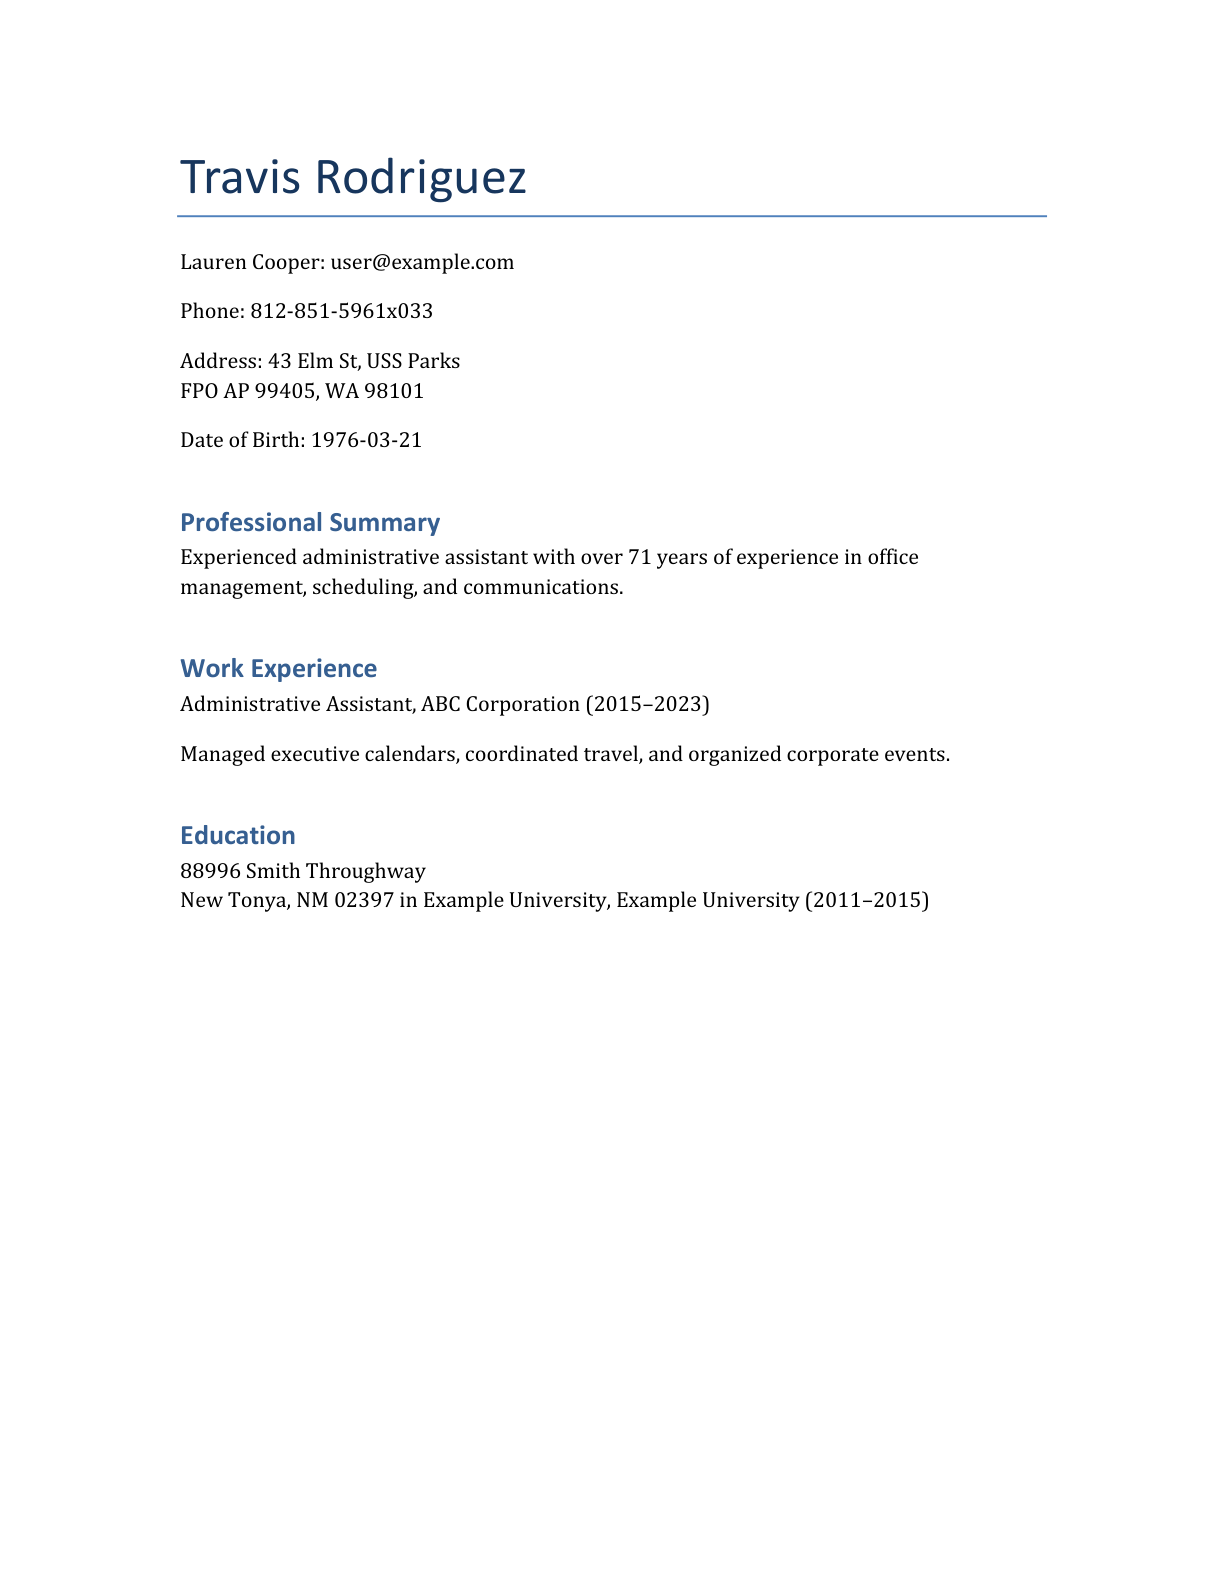 Travis Rodriguez
Lauren Cooper: user@example.com
Phone: 812-851-5961x033
Address: 43 Elm St, USS Parks
FPO AP 99405, WA 98101
Date of Birth: 1976-03-21
Professional Summary
Experienced administrative assistant with over 71 years of experience in office
management, scheduling, and communications.
Work Experience
Administrative Assistant, ABC Corporation (2015–2023)
Managed executive calendars, coordinated travel, and organized corporate events.
Education
88996 Smith Throughway
New Tonya, NM 02397 in Example University, Example University (2011–2015)